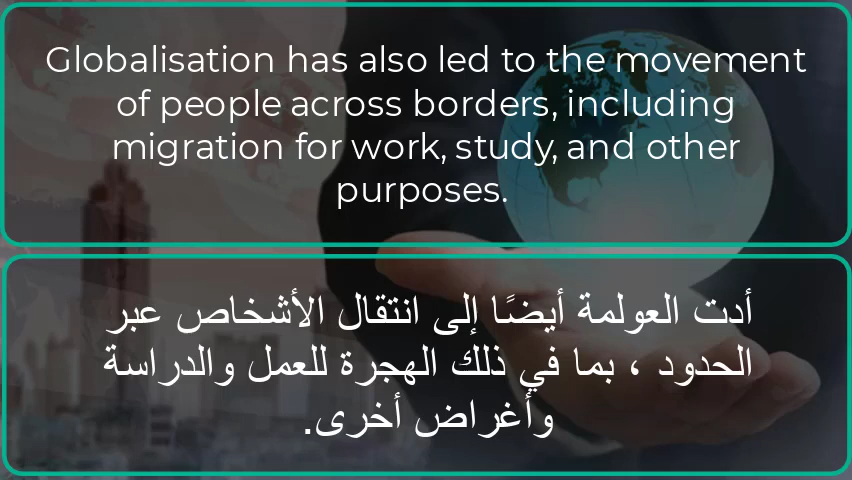 Globalisation has also led to the movement
of people across borders, including
migration for work, study, and other
purposes.
أدت العولمة أيضًا إلى انتقال الأشخاص عبر
الحدود ، بما في ذلك الهجرة للعمل والدراسة
وأغراض أخرى.